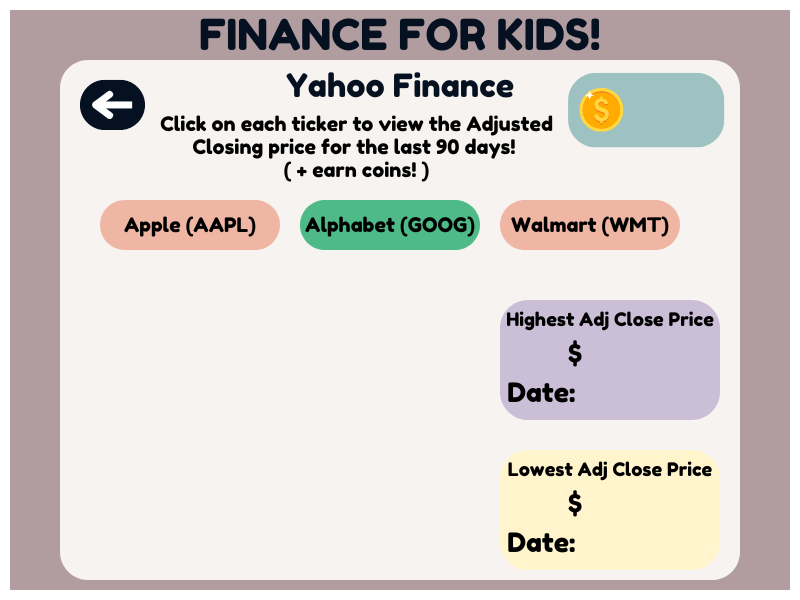 FINANCE FOR KIDS!
Yahoo Finance
Click on each ticker to view the Adjusted
Closing price for the last 90 days!
( + earn coins! )
$
Apple (AAPL)
Alphabet (GOOG)
Walmart (WMT)
Highest Adj Close Price
$
Date:
Lowest Adj Close Price
$
Date: